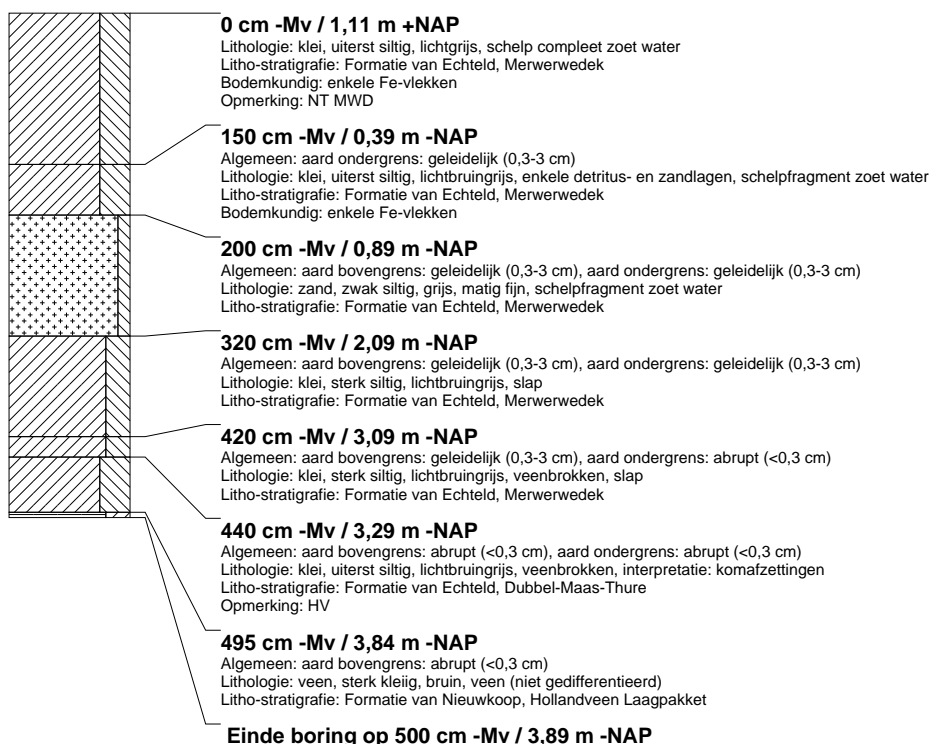 0 cm -Mv / 1,11 m +NAP
Lithologie: klei, uiterst siltig, lichtgrijs, schelp compleet zoet water
Litho-stratigrafie: Formatie van Echteld, Merwerwedek
Bodemkundig: enkele Fe-vlekken
Opmerking: NT MWD
150 cm -Mv / 0,39 m -NAP
Algemeen: aard ondergrens: geleidelijk (0,3-3 cm)
Lithologie: klei, uiterst siltig, lichtbruingrijs, enkele detritus- en zandlagen, schelpfragment zoet water
Litho-stratigrafie: Formatie van Echteld, Merwerwedek
Bodemkundig: enkele Fe-vlekken
200 cm -Mv / 0,89 m -NAP
Algemeen: aard bovengrens: geleidelijk (0,3-3 cm), aard ondergrens: geleidelijk (0,3-3 cm)
Lithologie: zand, zwak siltig, grijs, matig fijn, schelpfragment zoet water
Litho-stratigrafie: Formatie van Echteld, Merwerwedek
320 cm -Mv / 2,09 m -NAP
Algemeen: aard bovengrens: geleidelijk (0,3-3 cm), aard ondergrens: geleidelijk (0,3-3 cm)
Lithologie: klei, sterk siltig, lichtbruingrijs, slap
Litho-stratigrafie: Formatie van Echteld, Merwerwedek
420 cm -Mv / 3,09 m -NAP
Algemeen: aard bovengrens: geleidelijk (0,3-3 cm), aard ondergrens: abrupt (<0,3 cm)
Lithologie: klei, sterk siltig, lichtbruingrijs, veenbrokken, slap
Litho-stratigrafie: Formatie van Echteld, Merwerwedek
440 cm -Mv / 3,29 m -NAP
Algemeen: aard bovengrens: abrupt (<0,3 cm), aard ondergrens: abrupt (<0,3 cm)
Lithologie: klei, uiterst siltig, lichtbruingrijs, veenbrokken, interpretatie: komafzettingen
Litho-stratigrafie: Formatie van Echteld, Dubbel-Maas-Thure
Opmerking: HV
495 cm -Mv / 3,84 m -NAP
Algemeen: aard bovengrens: abrupt (<0,3 cm)
Lithologie: veen, sterk kleiig, bruin, veen (niet gedifferentieerd)
Litho-stratigrafie: Formatie van Nieuwkoop, Hollandveen Laagpakket
Einde boring op 500 cm -Mv / 3,89 m -NAP